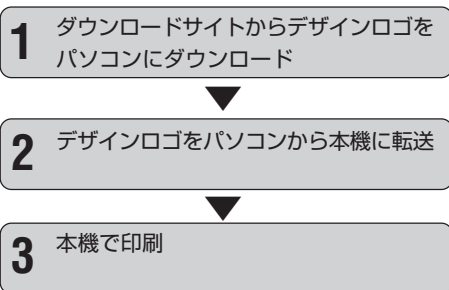 1 ダウンロードサイトからデザインロゴを
パソコンにダウンロード
2 デザインロゴをパソコンから本機に転送
3 本機で印刷